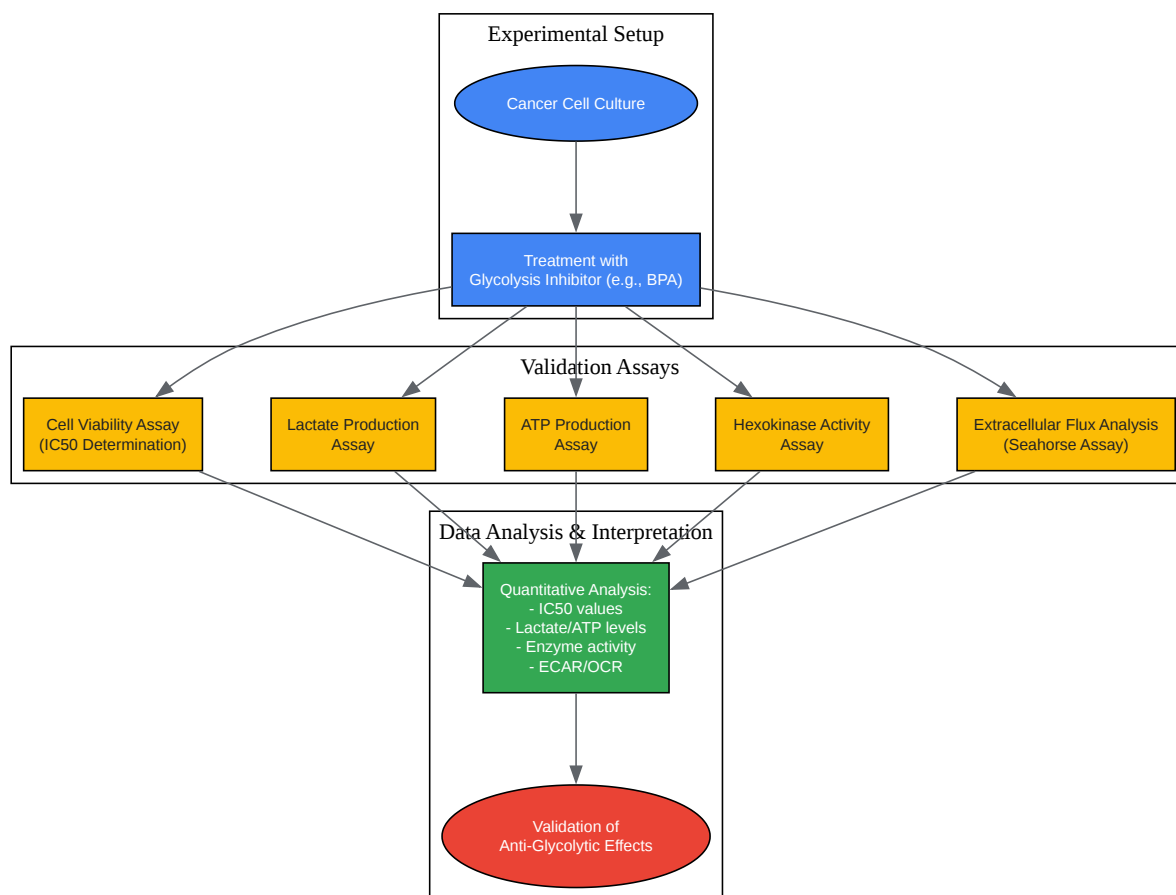 Experimental Setup
Cancer Cell Culture
Treatment with
Glycolysis Inhibitor (e.g., BPA)
Validation Assays
Cell Viability Assay
(IC50 Determination)
Lactate Production
Assay
ATP Production
Assay
Hexokinase Activity
Assay
Extracellular Flux Analysis
(Seahorse Assay)
Data Analysis & Interpretation
Quantitative Analysis:
- IC50 values
- Lactate/ATP levels
- Enzyme activity
- ECAR/OCR
Validation of
Anti-Glycolytic Effects